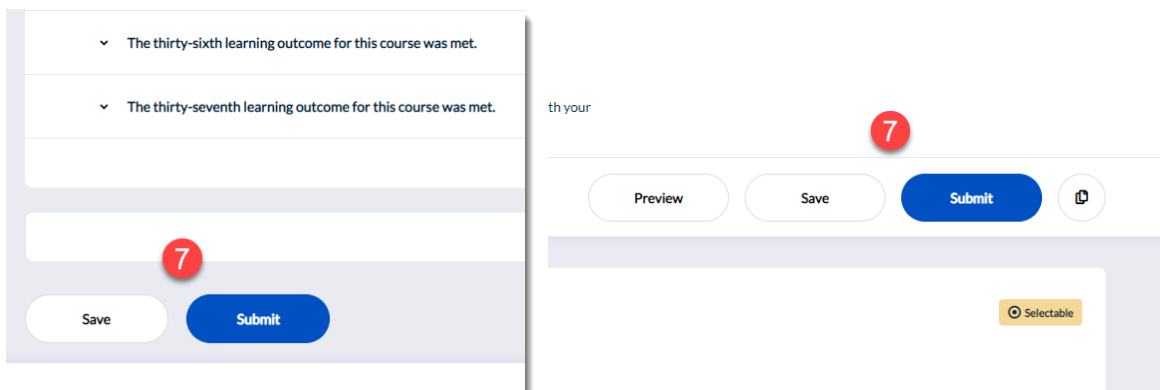 The thirty-sixth learning outcome for this course was met.
The thirty-seventh learning outcome for this course was met.
7
Save
Submit
th your
7
Preview
Save
Submit
Selectable